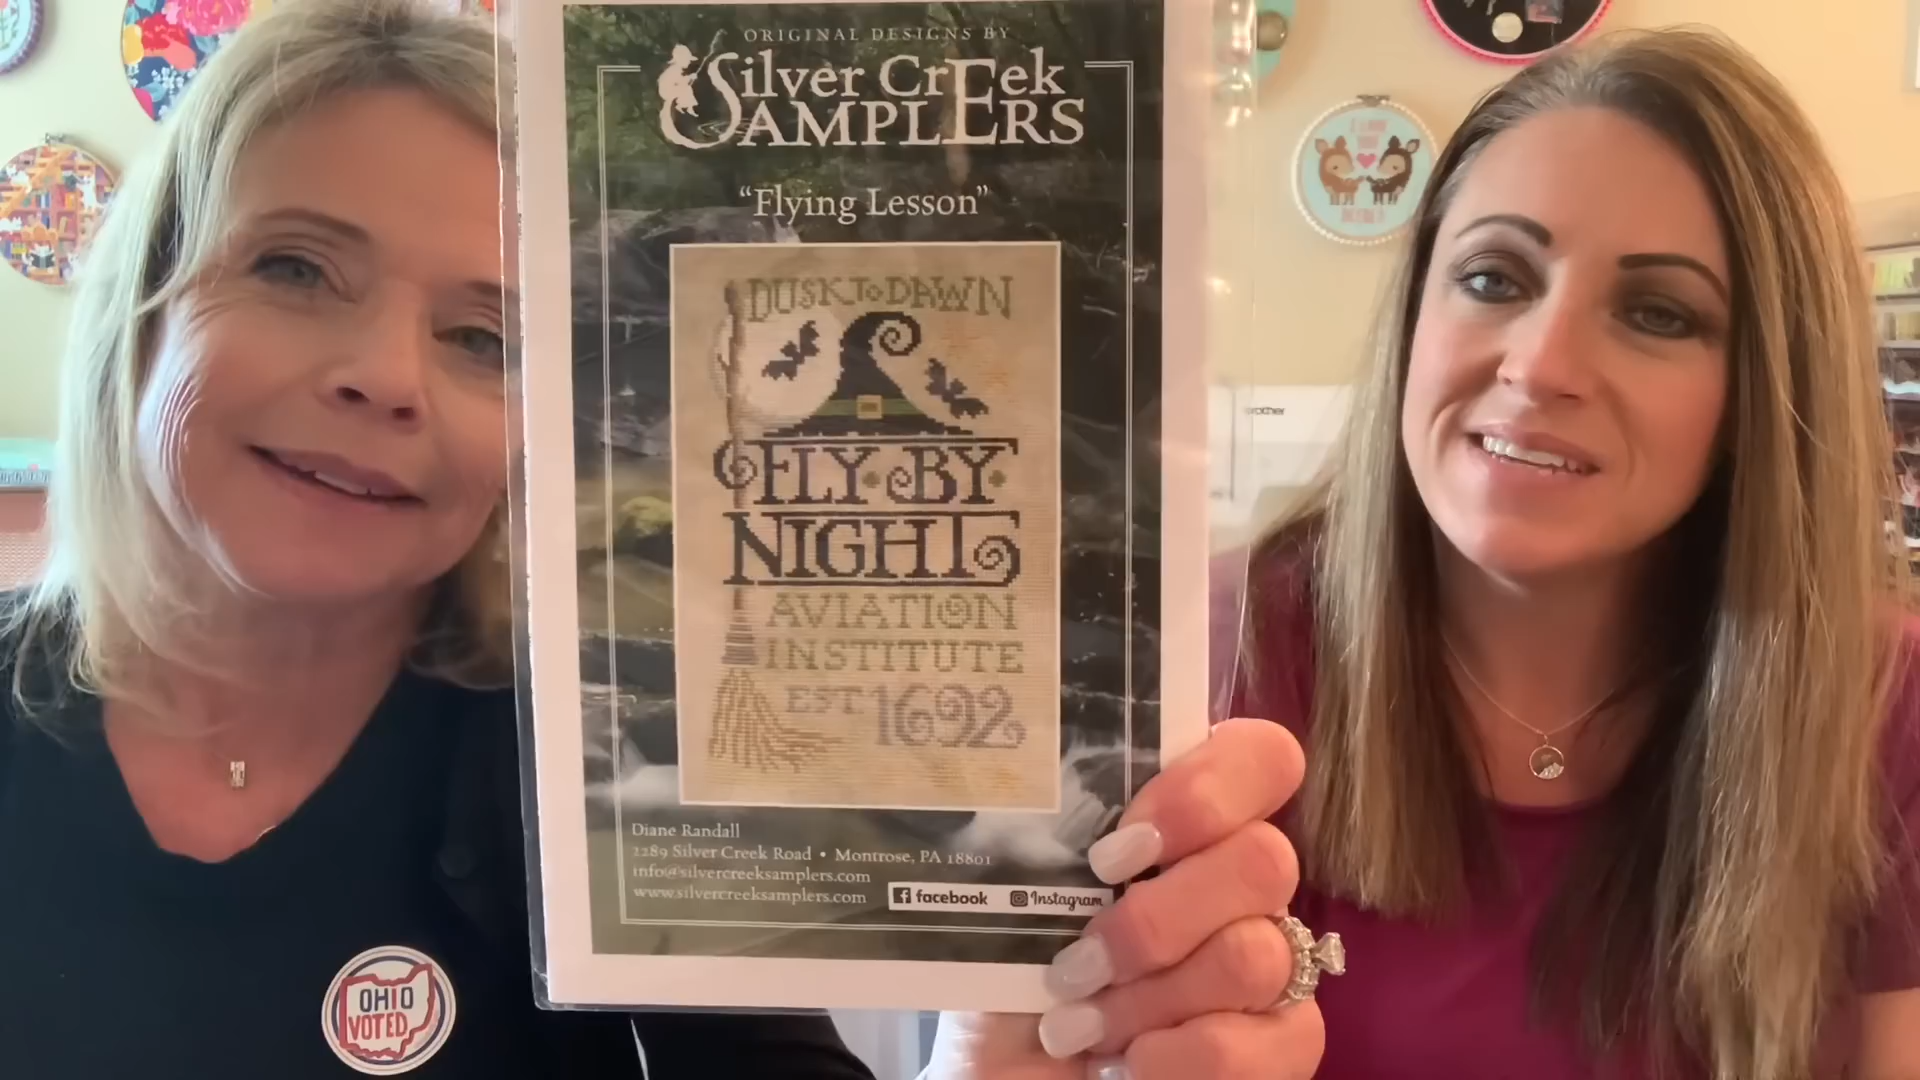 ORIGINAL DESIGNS BY
Silver CrEek
SAMPLERS
“Flying Lesson”
DUSK To DAWN
FLY·BY·
NIGHT
AVIATION
INSTITUTE
EST 1692
Diane Randall
2289 Silver Creek Road • Montrose, PA 18801
info@silvercreeksamplers.com
www.silvercreeksamplers.com
facebook
Instagram
OHIO
VOTED
brother